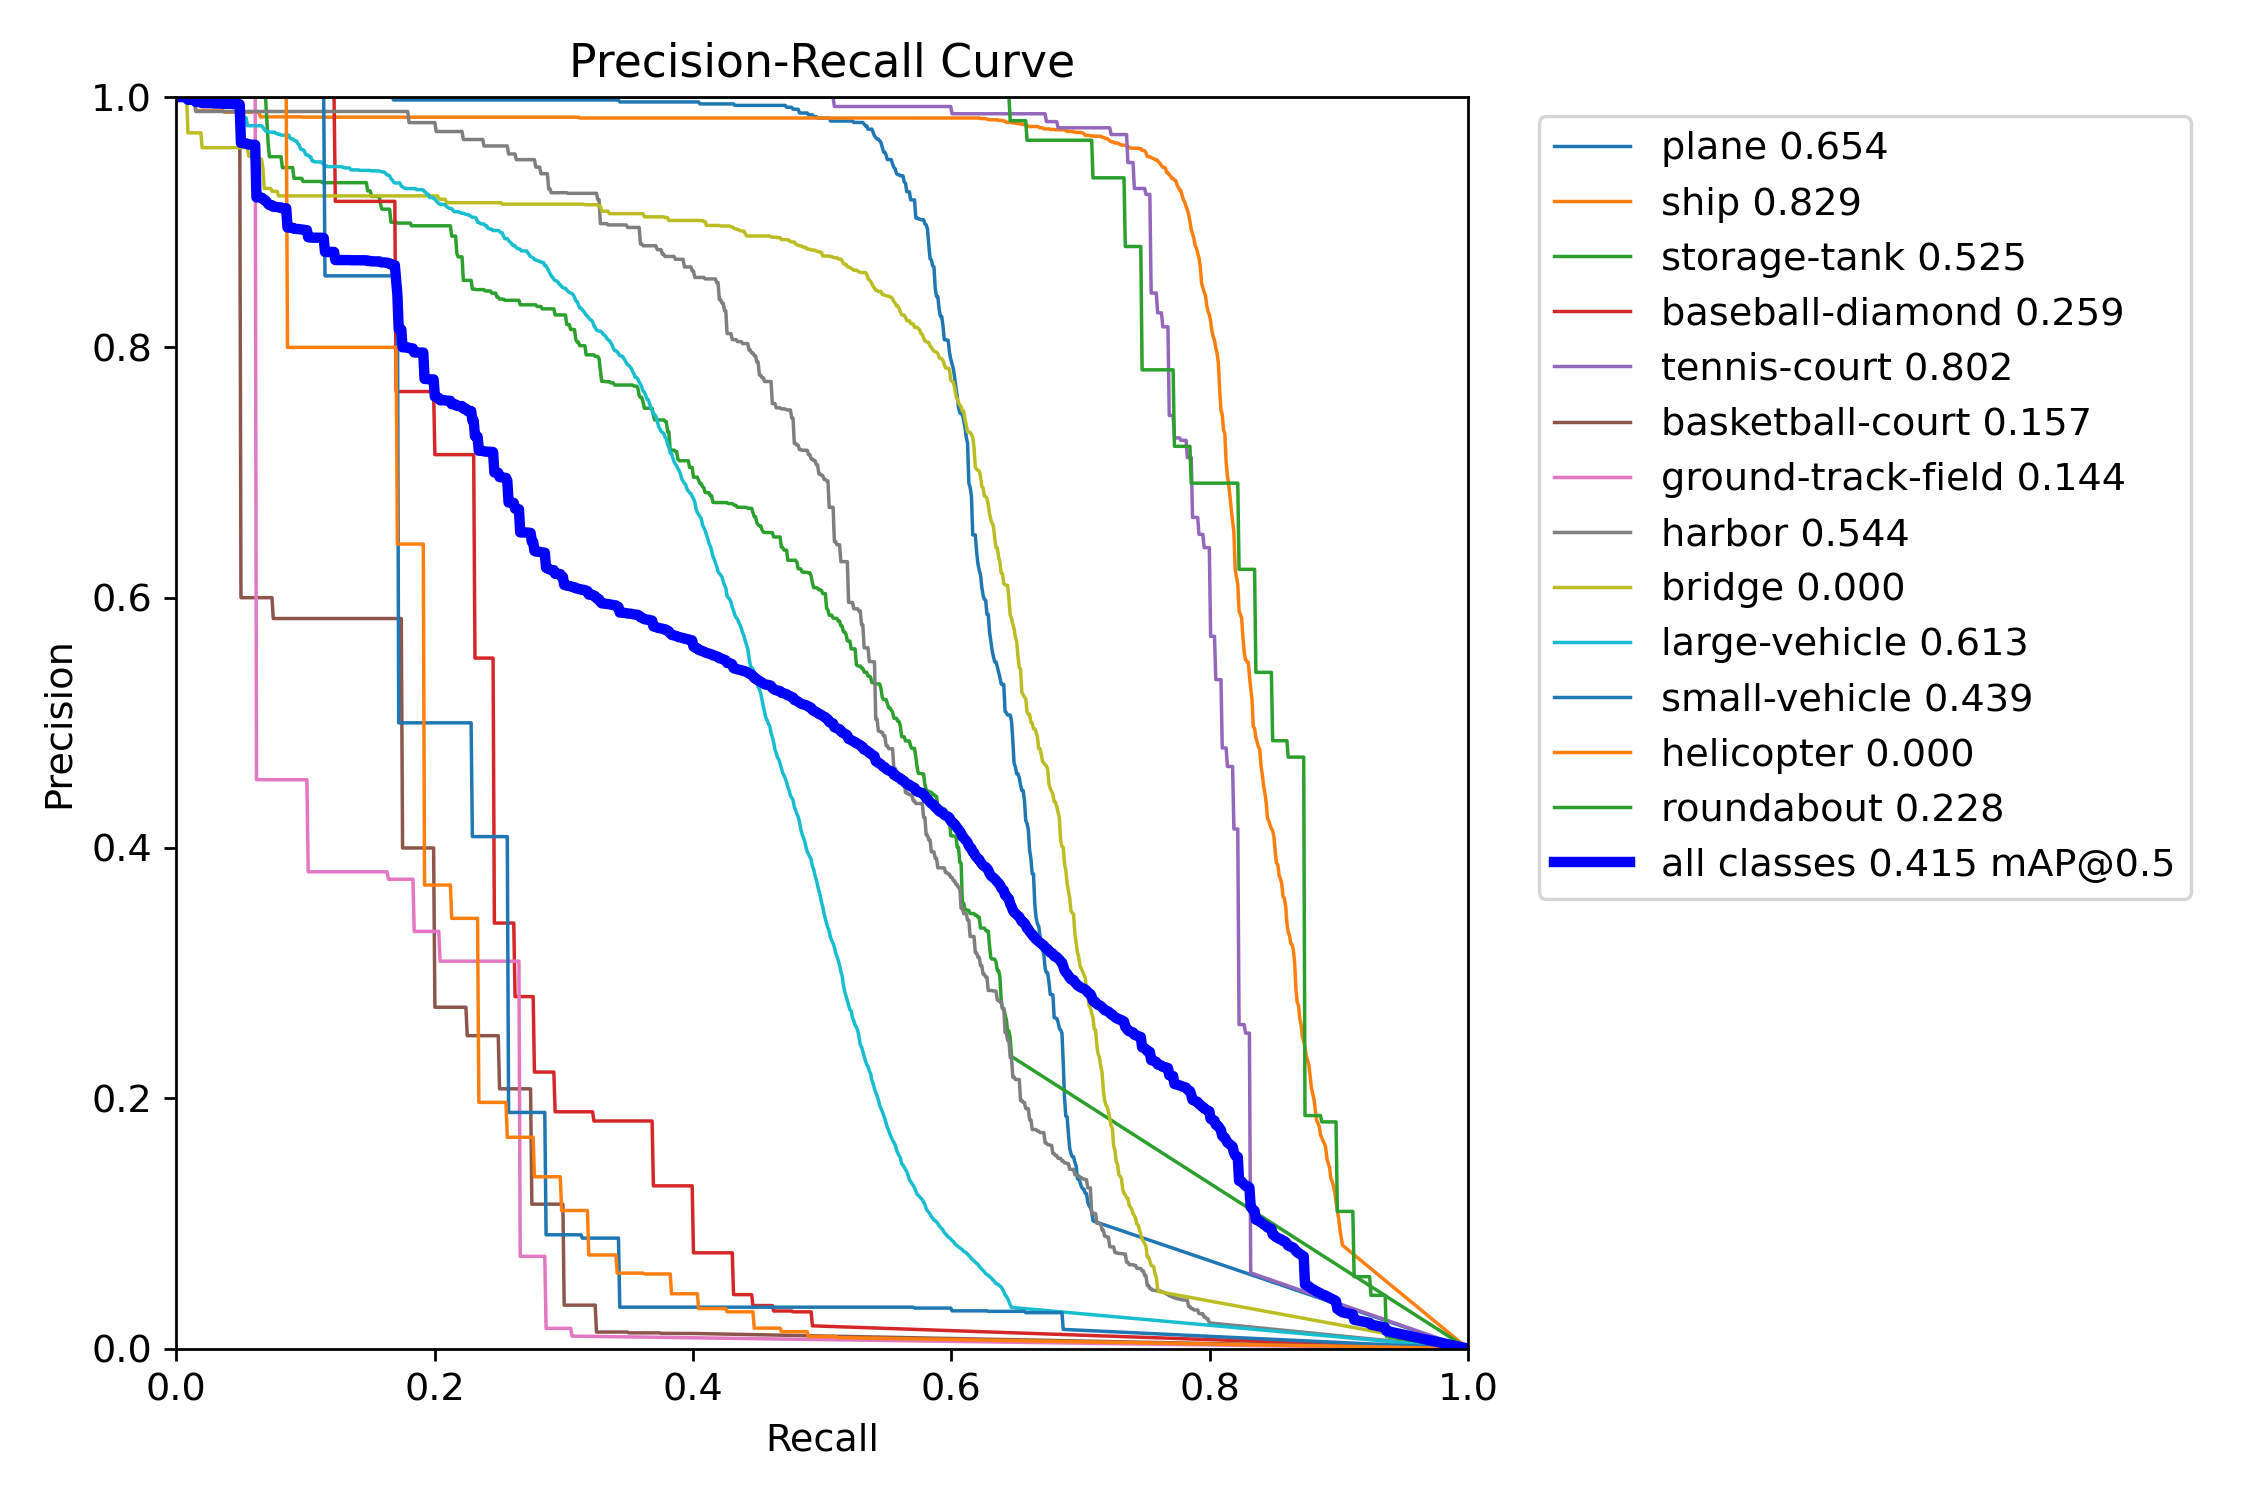 Precision-Recall Curve
1.0
0.8
0.6
0.4
0.2
0.0
Precision
0.0 0.2 0.4 0.6 0.8 1.0
Recall
plane 0.654
ship 0.829
storage-tank 0.525
baseball-diamond 0.259
tennis-court 0.802
basketball-court 0.157
ground-track-field 0.144
harbor 0.544
bridge 0.000
large-vehicle 0.613
small-vehicle 0.439
helicopter 0.000
roundabout 0.228
all classes 0.415 mAP@0.5